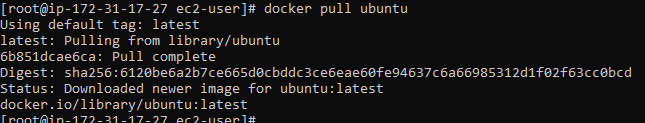 [root@ip-172-31-17-27 ec2-user]# docker pull ubuntu
Using default tag: latest
latest: Pulling from library/ubuntu
6b851dcae6ca: Pull complete
Digest: sha256:6120be6a2b7ce665d0cbddc3ce6eae60fe94637c6a66985312d1f02f63cc0bcd
Status: Downloaded newer image for ubuntu:latest
docker.io/library/ubuntu:latest
[root@ip-172-31-17-27 ec2-user]#